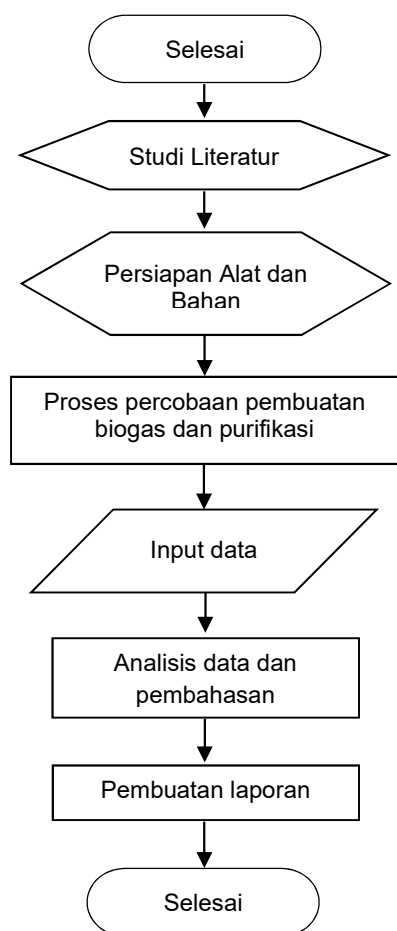 Selesai
Studi Literatur
Persiapan Alat dan
Bahan
Proses percobaan pembuatan
biogas dan purifikasi
Input data
Analisis data dan
pembahasan
Pembuatan laporan
Selesai